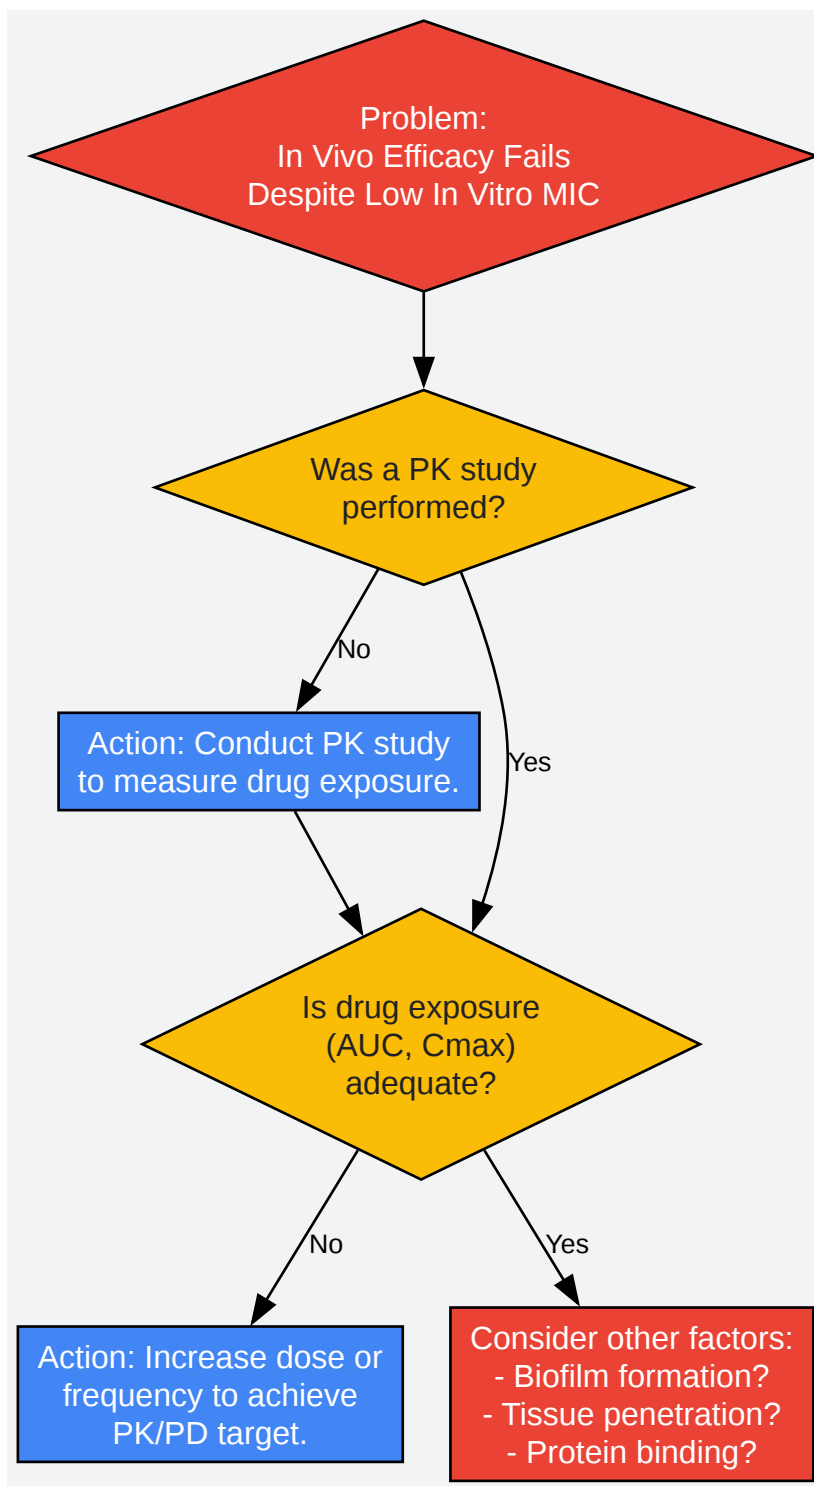 Problem:
In Vivo Efficacy Fails
Despite Low In Vitro MIC
Was a PK study
performed?
No
Action: Conduct PK study
to measure drug exposure.
Yes
Is drug exposure
(AUC, Cmax)
adequate?
No
Yes
Action: Increase dose or
frequency to achieve
PK/PD target.
Consider other factors:
- Biofilm formation?
- Tissue penetration?
- Protein binding?